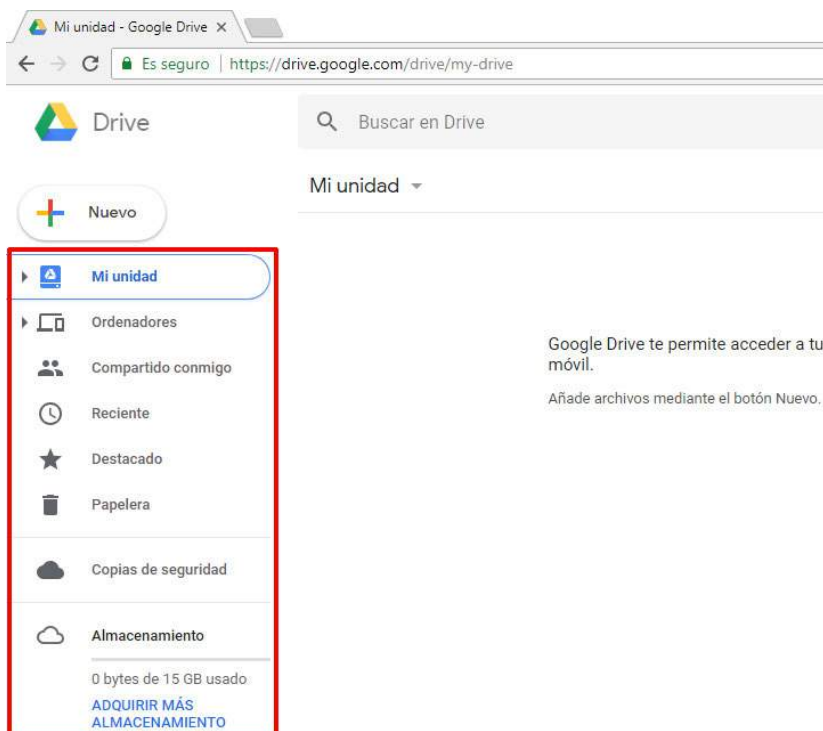 Mi unidad - Google Drive
Es seguro | https://drive.google.com/drive/my-drive
Drive
Buscar en Drive
Mi unidad
Nuevo
Mi unidad
Ordenadores
Compartido conmigo
Reciente
Destacado
Papelera
Copias de seguridad
Almacenamiento
0 bytes de 15 GB usado
ADQUIRIR MÁS
ALMACENAMIENTO
Google Drive te permite acceder a tu
móvil.
Añade archivos mediante el botón Nuevo.